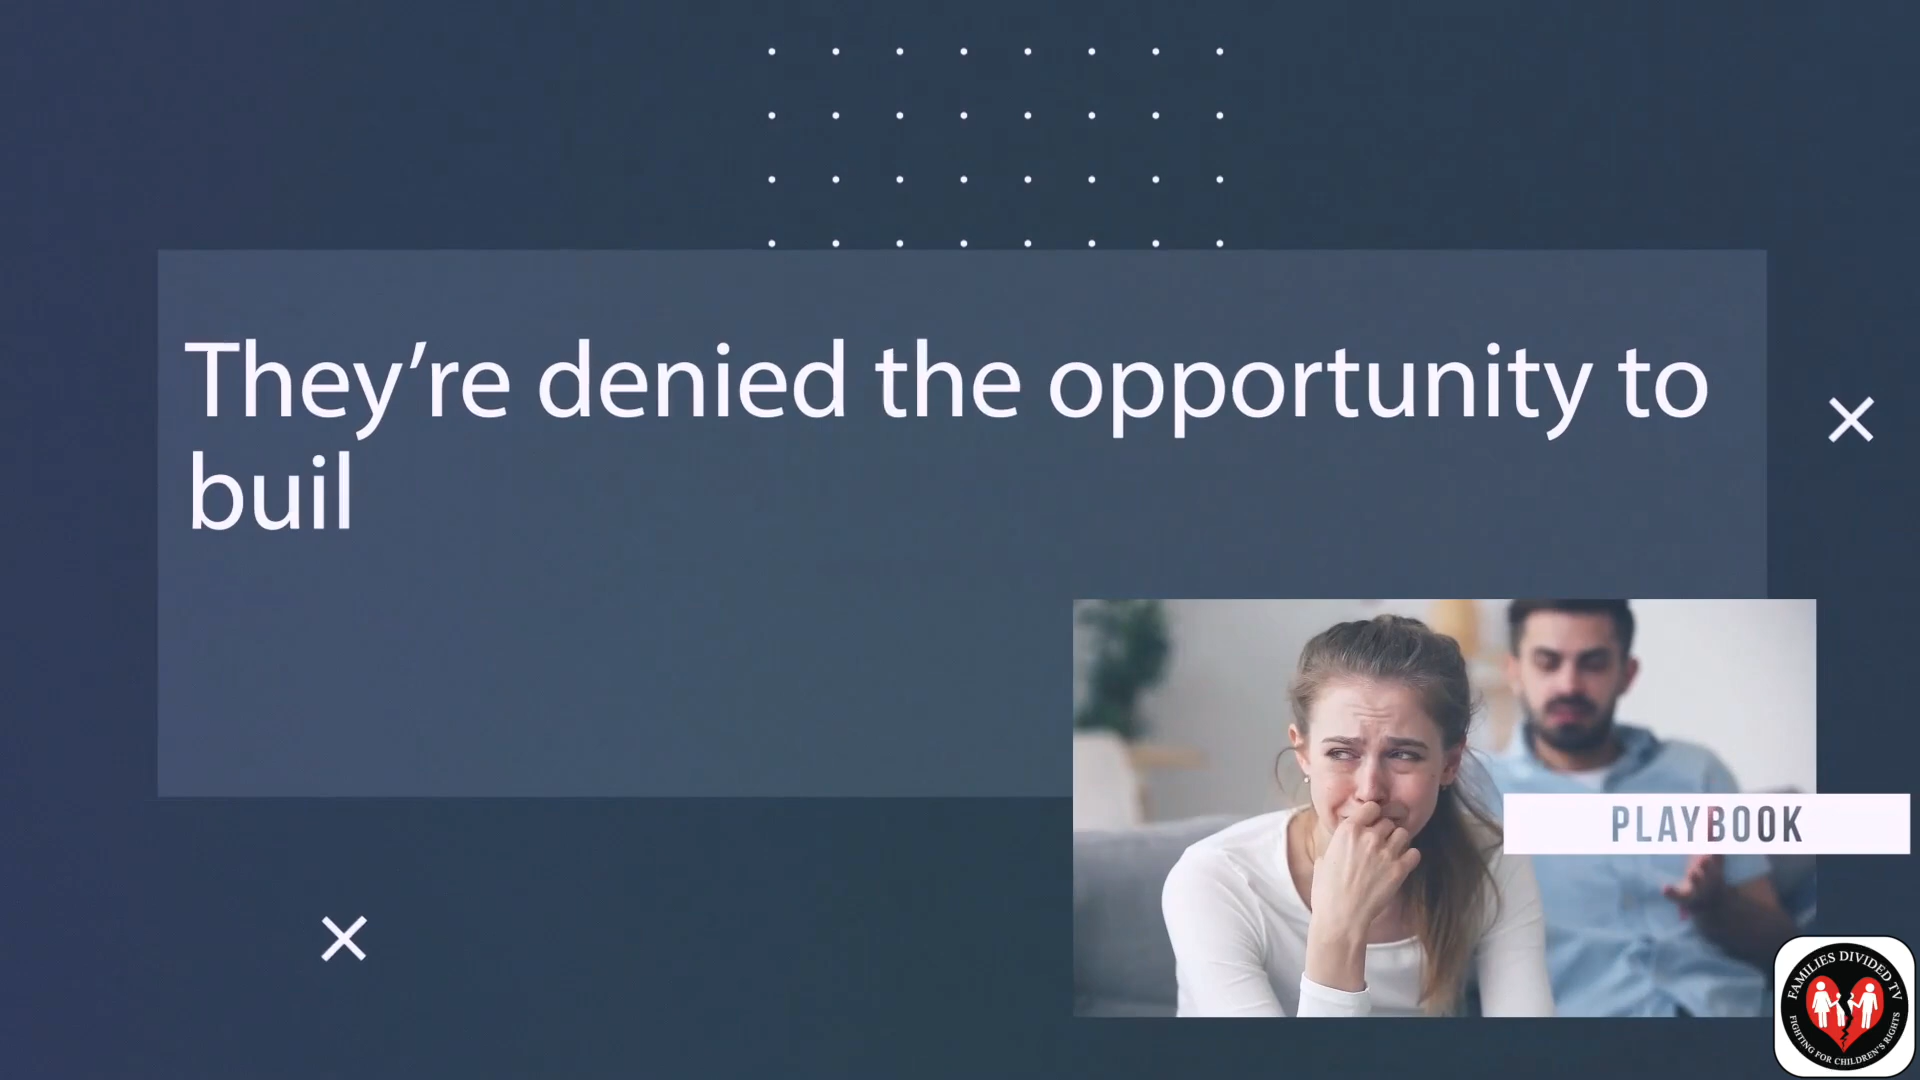 They’re denied the opportunity to
buil
PLAYBOOK
FAMILIES DIVIDED TV
FIGHTING FOR CHILDREN'S RIGHTS